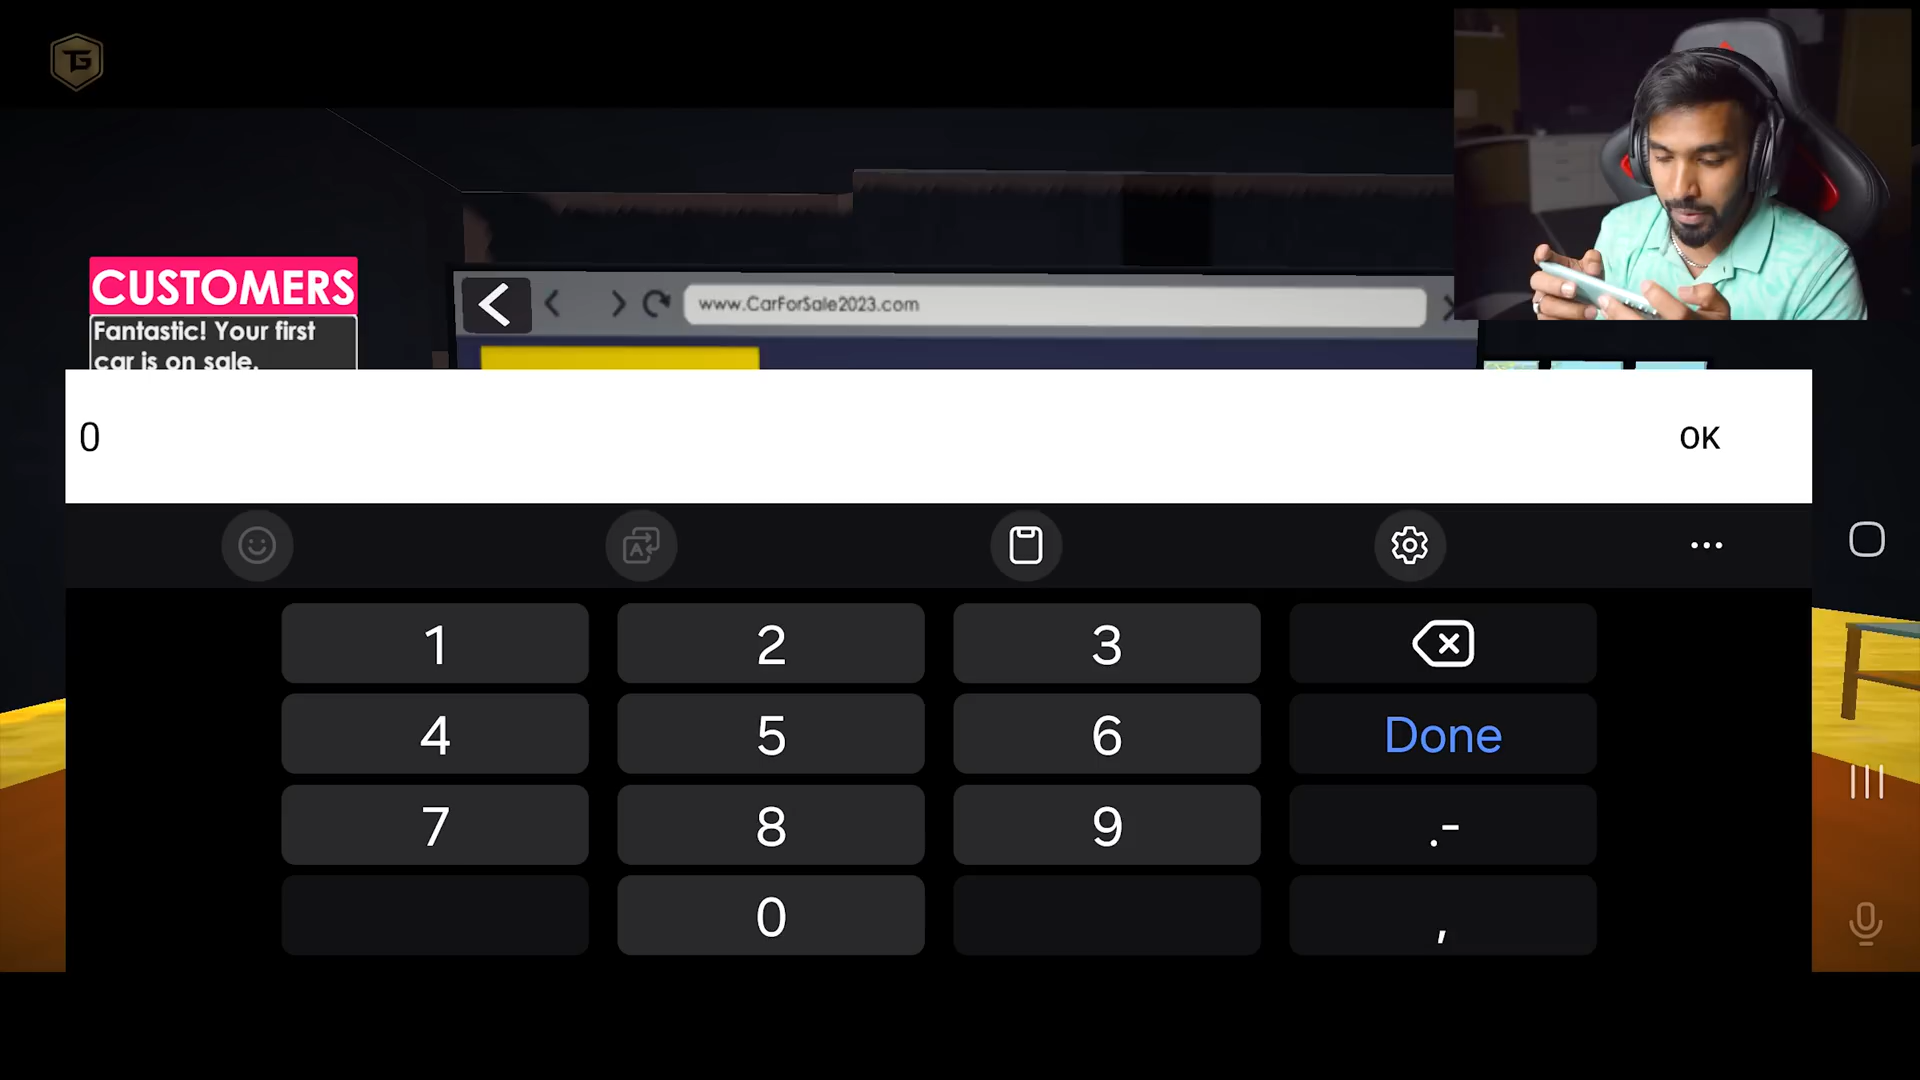 TG
CUSTOMERS
Fantastic! Your first
car is on sale.
www.CarForSale2023.com
0
OK
1
2
3
4
5
6
Done
7
8
9
.-
0
,